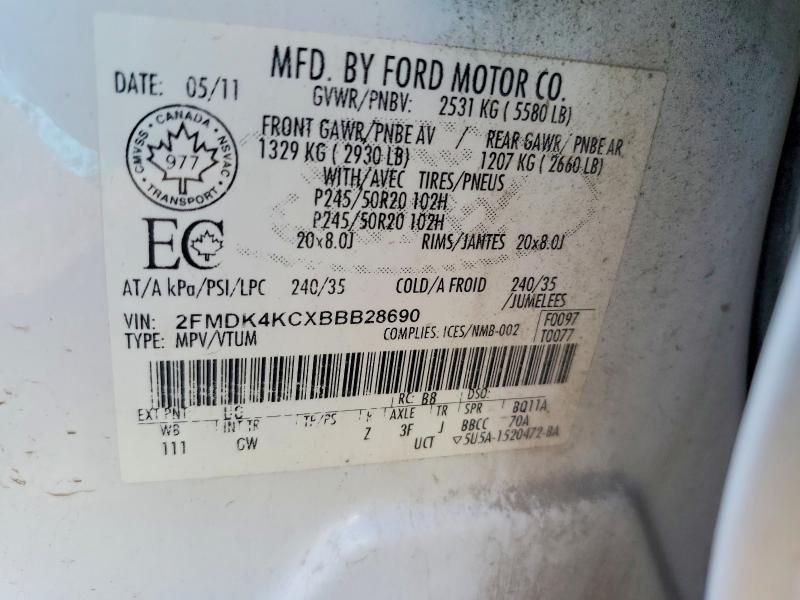 MFD. BY FORD MOTOR CO.
DATE: 05/11
GVWR/PNBV: 2531 KG ( 5580 LB)
FRONT GAWR/PNBE AV / REAR GAWR/ PNBE AR
1329 KG ( 2930 LB) 1207 KG ( 2660 LB)
WITH/AVEC TIRES/PNEUS
P245/50R20 102H
P245/50R20 102H
20x8.0J RIMS/JANTES 20x8.0J
CANADA
CMVSS 977 NSVAC
TRANSPORT
EC
AT/A kPa/PSI/LPC 240/35 COLD/A FROID 240/35
/JUMELEES
VIN: 2FMDK4KCXBBB28690
F0097
TYPE: MPV/VTUM COMPLIES: ICES/NMB-002 T0077
RC: BB DSO:
EXT PNT
WB INT TR TP/PS R AXLE TR SPR BQ11A
111 CW Z 3F J BBCC 70A
UCT ▽5U5A-1520472-BA